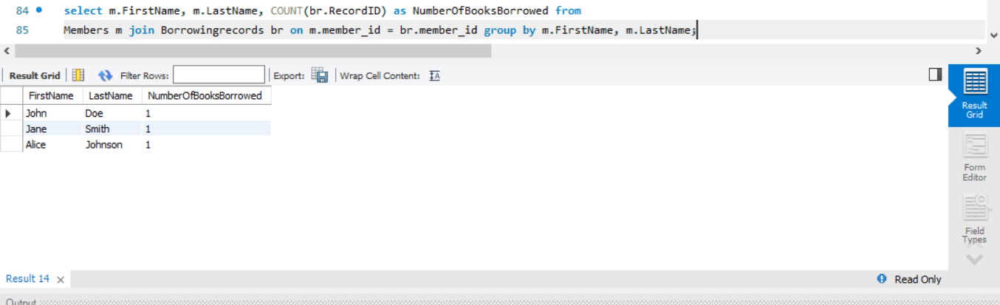 84 select m.FirstName, m.LastName, COUNT(br.RecordID) as NumberOfBooksBorrowed from
85 Members m join Borrowingrecords br on m.member_id = br.member_id group by m.FirstName, m.LastName;
Result Grid Filter Rows: Export: Wrap Cell Content:
FirstName LastName NumberOfBooksBorrowed
John Doe 1
Jane Smith 1
Alice Johnson 1
Result
Grid
Form
Editor
Field
Types
Result 14 Read Only
Output